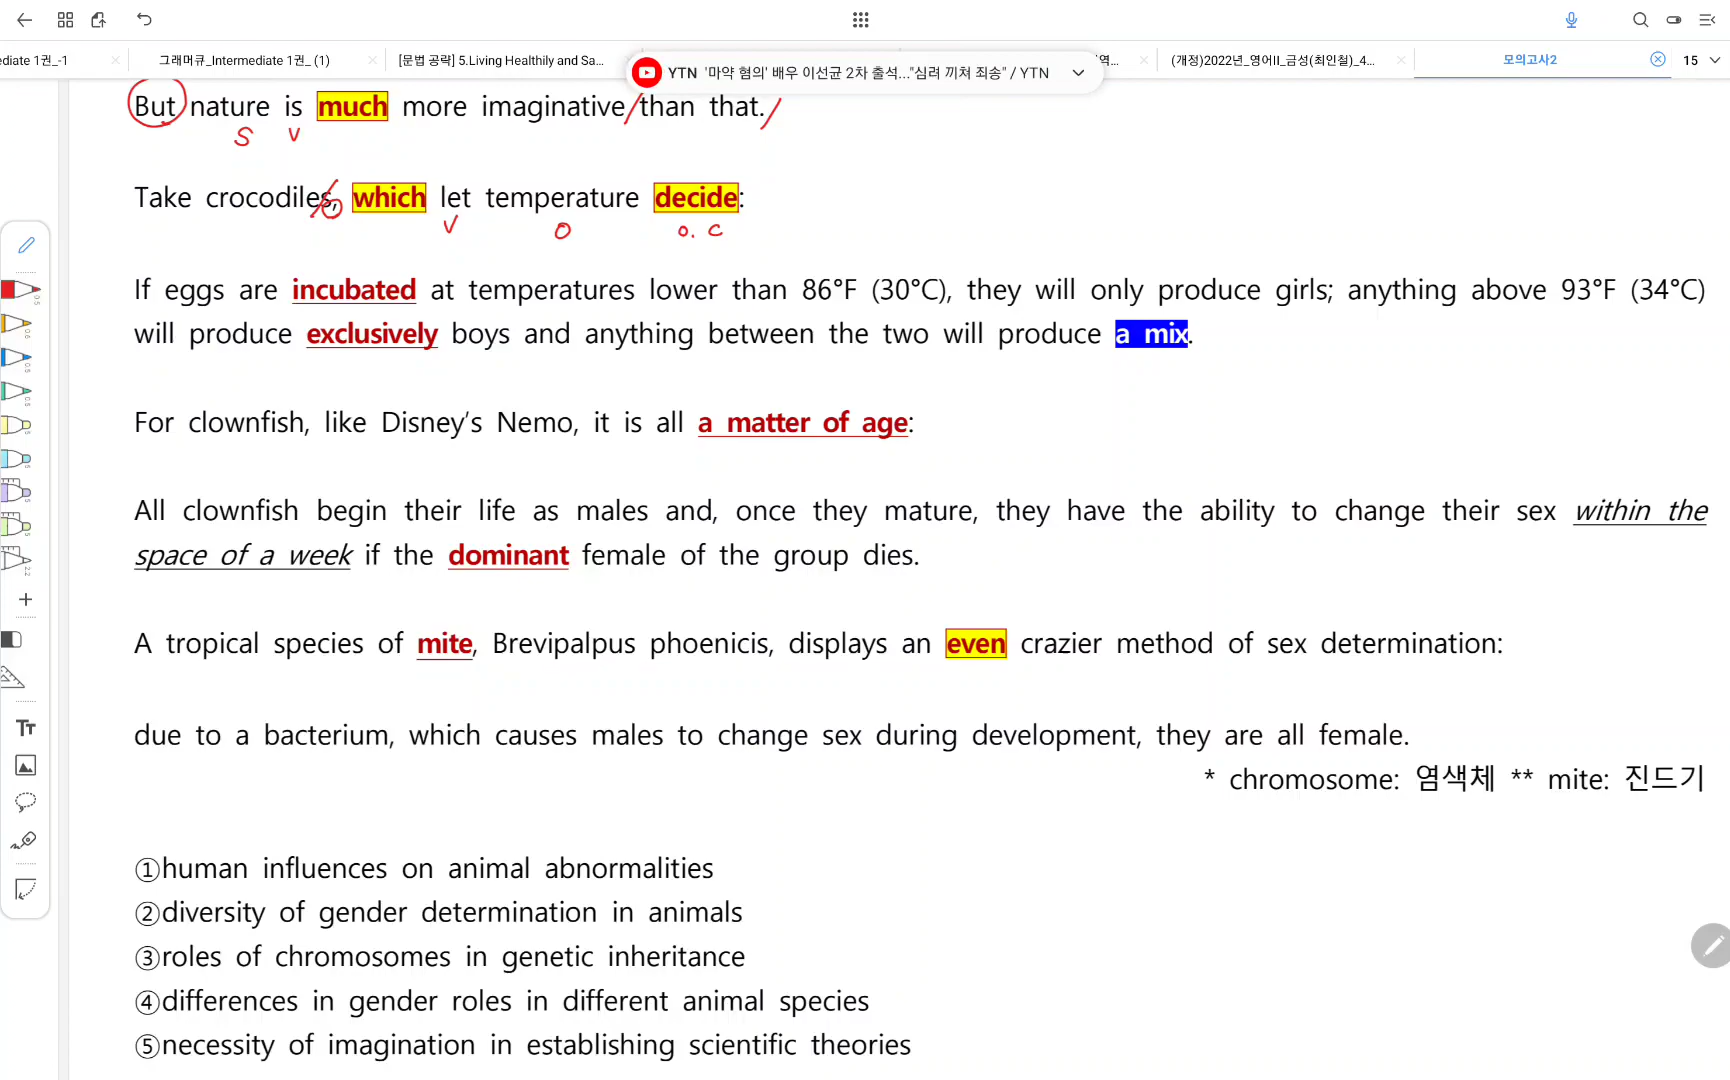 ediate 1권_-1
그래머큐_Intermediate 1권_ (1)
[문법 공략] 5.Living Healthily and Sa...
YTN '마약 혐의' 배우 이선균 2차 출석..."심려 끼쳐 죄송" / YTN
역...
(개정)2022년_영어II_금성(최인철)_4...
모의고사2
15
But nature is much more imaginative than that.
S V
Take crocodiles, which let temperature decide:
V O O. C
If eggs are incubated at temperatures lower than 86°F (30°C), they will only produce girls; anything above 93°F (34°C)
will produce exclusively boys and anything between the two will produce a mix.
For clownfish, like Disney's Nemo, it is all a matter of age:
All clownfish begin their life as males and, once they mature, they have the ability to change their sex within the
space of a week if the dominant female of the group dies.
A tropical species of mite, Brevipalpus phoenicis, displays an even crazier method of sex determination:
due to a bacterium, which causes males to change sex during development, they are all female.
* chromosome: 염색체 ** mite: 진드기
①human influences on animal abnormalities
②diversity of gender determination in animals
③roles of chromosomes in genetic inheritance
④differences in gender roles in different animal species
⑤necessity of imagination in establishing scientific theories